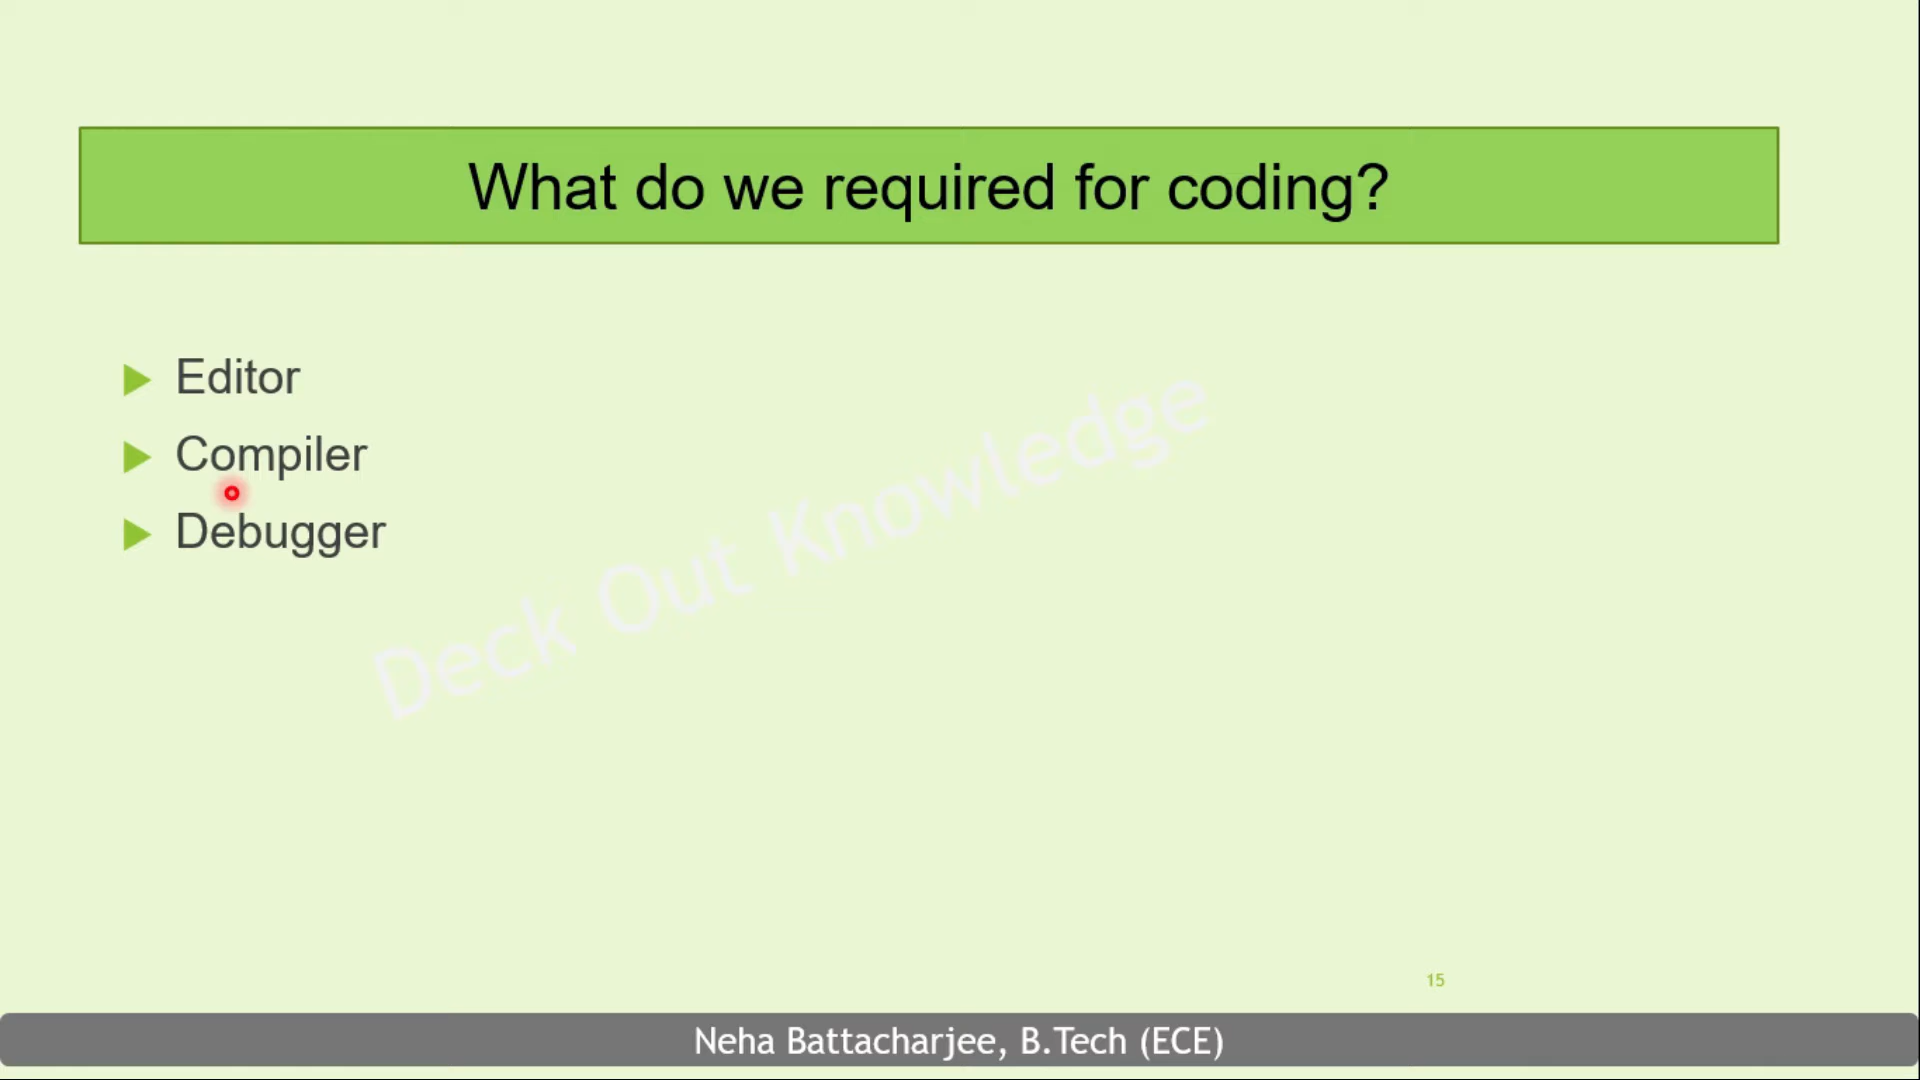 What do we required for coding?
Editor
Compiler
Debugger
Deck Out Knowledge
15
Neha Battacharjee, B.Tech (ECE)